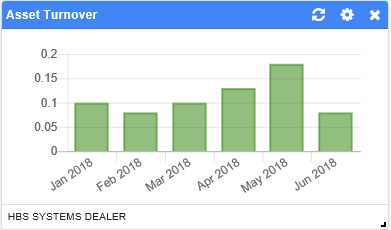 Asset Turnover
0.2
0.15
0.1
0.05
0
Jan 2018
Feb 2018
Mar 2018
Apr 2018
May 2018
Jun 2018
HBS SYSTEMS DEALER